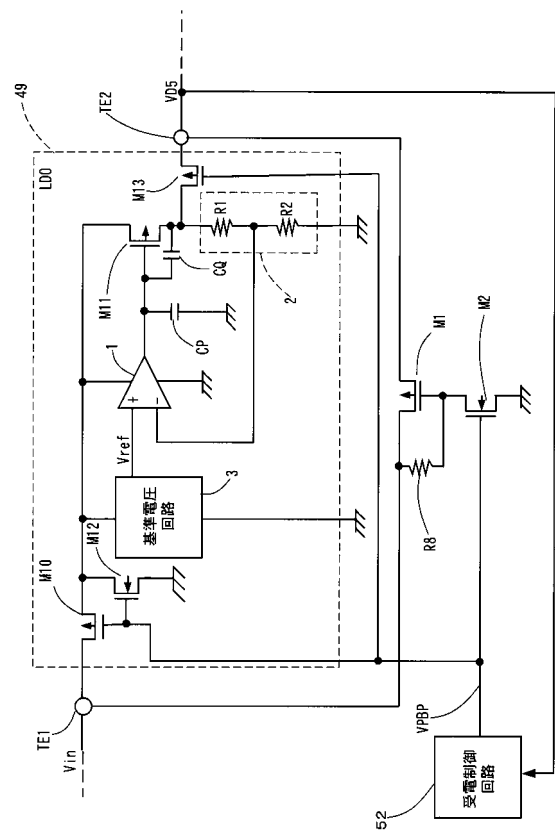 49
LDO
TE1
Vin
M10
M12
基準電圧
回路
3
Vref
1
+
-
CP
M11
CQ
R1
R2
2
M13
TE2
VD5
R8
M1
M2
VPBP
受電制御
回路
52